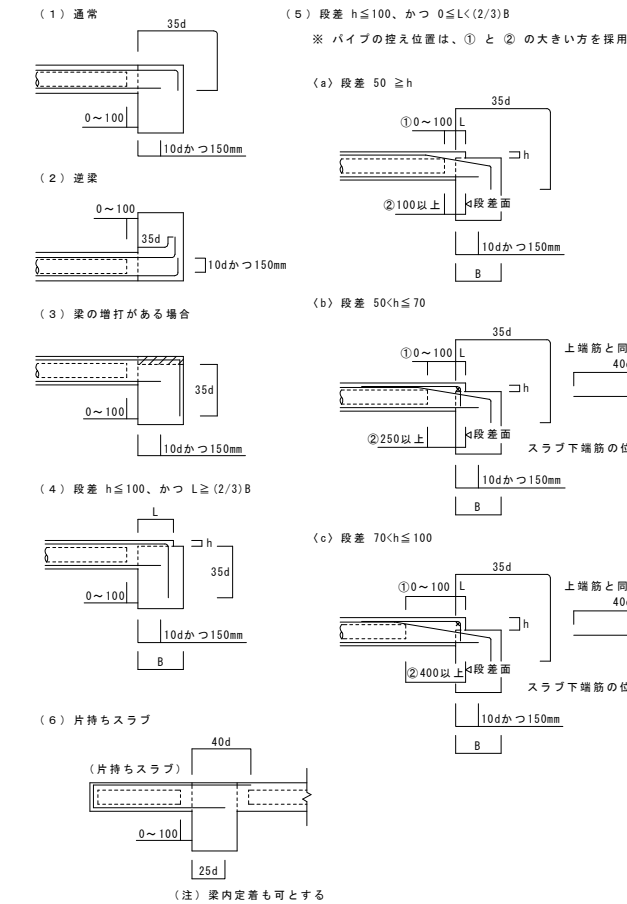 (1) 通常
35d
0～100
10dかつ150mm
(2) 逆梁
0～100
35d
10dかつ150mm
(3) 梁の増打がある場合
35d
0～100
10dかつ150mm
(4) 段差 h≦100、かつ L≧(2/3)B
L
h
35d
0～100
10dかつ150mm
B
(5) 段差 h≦100、かつ 0≦L<(2/3)B
※ パイプの控え位置は、① と ② の大きい方を採用
〈a〉段差 50 ≧h
35d
①0～100 L
h
②100以上
段差面
10dかつ150mm
B
〈b〉段差 50<h≦70
35d
上端筋と同
①0～100 L
40d
h
②250以上
段差面
スラブ下端筋の位
10dかつ150mm
B
〈c〉段差 70<h≦100
35d
上端筋と同
①0～100 L
40d
h
②400以上
段差面
スラブ下端筋の位
10dかつ150mm
B
(6) 片持ちスラブ
40d
(片持ちスラブ)
0～100
25d
(注) 梁内定着も可とする